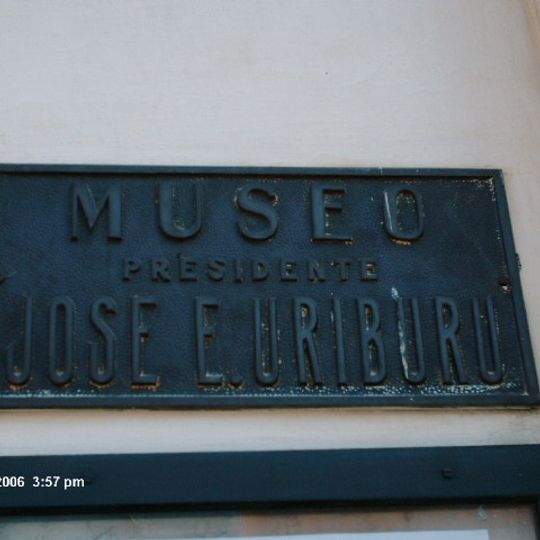 MUSEO
PRESIDENTE
JOSE E. URIBURU
2006 3:57 pm